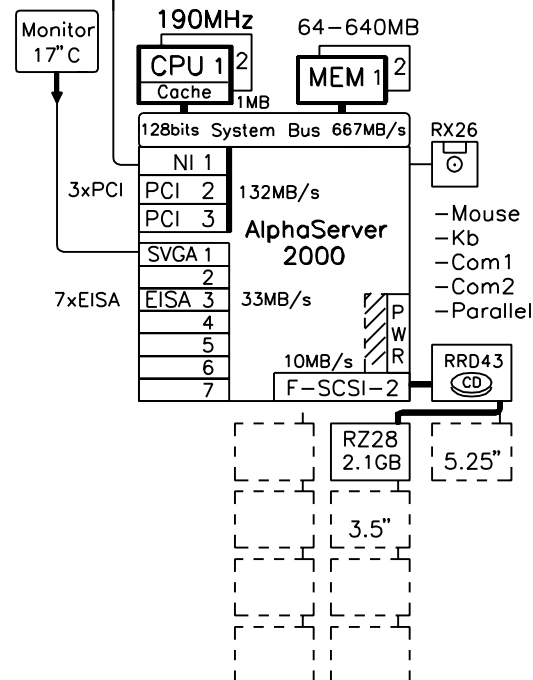 190MHz
Monitor
17"C
64-640MB
CPU 1
2
Cache
1MB
MEM 1
2
128bits System Bus 667MB/s
RX26
NI 1
3xPCI
PCI 2
132MB/s
PCI 3
-Mouse
-Kb
-Com1
-Com2
-Parallel
AlphaServer
2000
SVGA 1
2
7xEISA
EISA 3
33MB/s
4
5
6
7
PWR
10MB/s
F-SCSI-2
RRD43
CD
RZ28
2.1GB
5.25"
3.5"